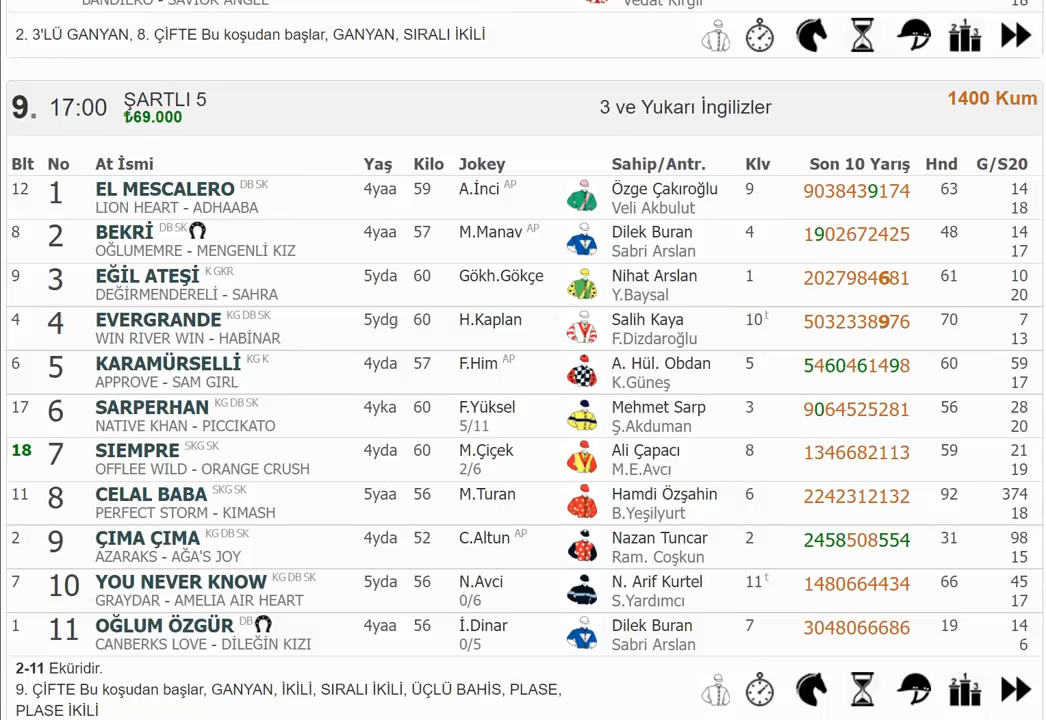 BANDIERO - SAVIOR ANGEL Vedat Kırgil 18
2. 3'LÜ GANYAN, 8. ÇİFTE Bu koşudan başlar, GANYAN, SIRALI İKİLİ
9. 17:00 ŞARTLI 5 3 ve Yukarı İngilizler 1400 Kum
₺69.000
Blt No At İsmi Yaş Kilo Jokey Sahip/Antr. Klv Son 10 Yarış Hnd G/S20
12 1 EL MESCALERO DB SK 4yaa 59 A.İnci AP Özge Çakıroğlu 9 9038439174 63 14
LION HEART - ADHAABA Veli Akbulut 18
8 2 BEKRİ DB SK 4yaa 57 M.Manav AP Dilek Buran 4 1902672425 48 14
OĞLUMEMRE - MENGENLİ KIZ Sabri Arslan 17
9 3 EĞİL ATEŞİ K GKR 5yda 60 Gökh.Gökçe Nihat Arslan 1 2027984681 61 10
DEĞİRMENDERELİ - SAHRA Y.Baysal 20
4 4 EVERGRANDE KG DB SK 5ydg 60 H.Kaplan Salih Kaya 10 t 5032338976 70 7
WIN RIVER WIN - HABİNAR F.Dizdaroğlu 13
6 5 KARAMÜRSELLİ KG K 4yda 57 F.Him AP A. Hül. Obdan 5 5460461498 60 59
APPROVE - SAM GIRL K.Güneş 17
17 6 SARPERHAN KG DB SK 4yka 60 F.Yüksel Mehmet Sarp 3 9064525281 56 28
NATIVE KHAN - PICCIKATO 5/11 Ş.Akduman 20
18 7 SIEMPRE SKG SK 4yda 60 M.Çiçek Ali Çapacı 8 1346682113 59 21
OFFLEE WILD - ORANGE CRUSH 2/6 M.E.Avcı 19
11 8 CELAL BABA SKG SK 5yaa 56 M.Turan Hamdi Özşahin 6 2242312132 92 374
PERFECT STORM - KIMASH B.Yeşilyurt 18
2 9 ÇIMA ÇIMA KG DB SK 4yda 52 C.Altun AP Nazan Tuncar 2 2458508554 31 98
AZARAKS - AĞA'S JOY Ram. Coşkun 15
7 10 YOU NEVER KNOW KG DB SK 5yda 56 N.Avci N. Arif Kurtel 11 t 1480664434 66 45
GRAYDAR - AMELIA AIR HEART 0/6 S.Yardımcı 17
1 11 OĞLUM ÖZGÜR DB 4yaa 56 İ.Dinar Dilek Buran 7 3048066686 19 14
CANBERKS LOVE - DİLEĞİN KIZI 0/5 Sabri Arslan 6
2-11 Eküridir.
9. ÇİFTE Bu koşudan başlar, GANYAN, İKİLİ, SIRALI İKİLİ, ÜÇLÜ BAHİS, PLASE,
PLASE İKİLİ